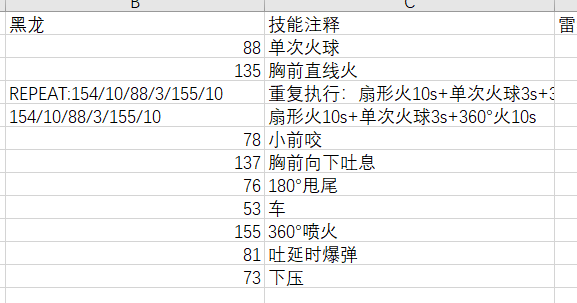 B C
黑龙 技能注释 雷
88 单次火球
135 胸前直线火
REPEAT:154/10/88/3/155/10 重复执行：扇形火10s+单次火球3s+3
154/10/88/3/155/10 扇形火10s+单次火球3s+360°火10s
78 小前咬
137 胸前向下吐息
76 180°甩尾
53 车
155 360°喷火
81 吐延时爆弹
73 下压